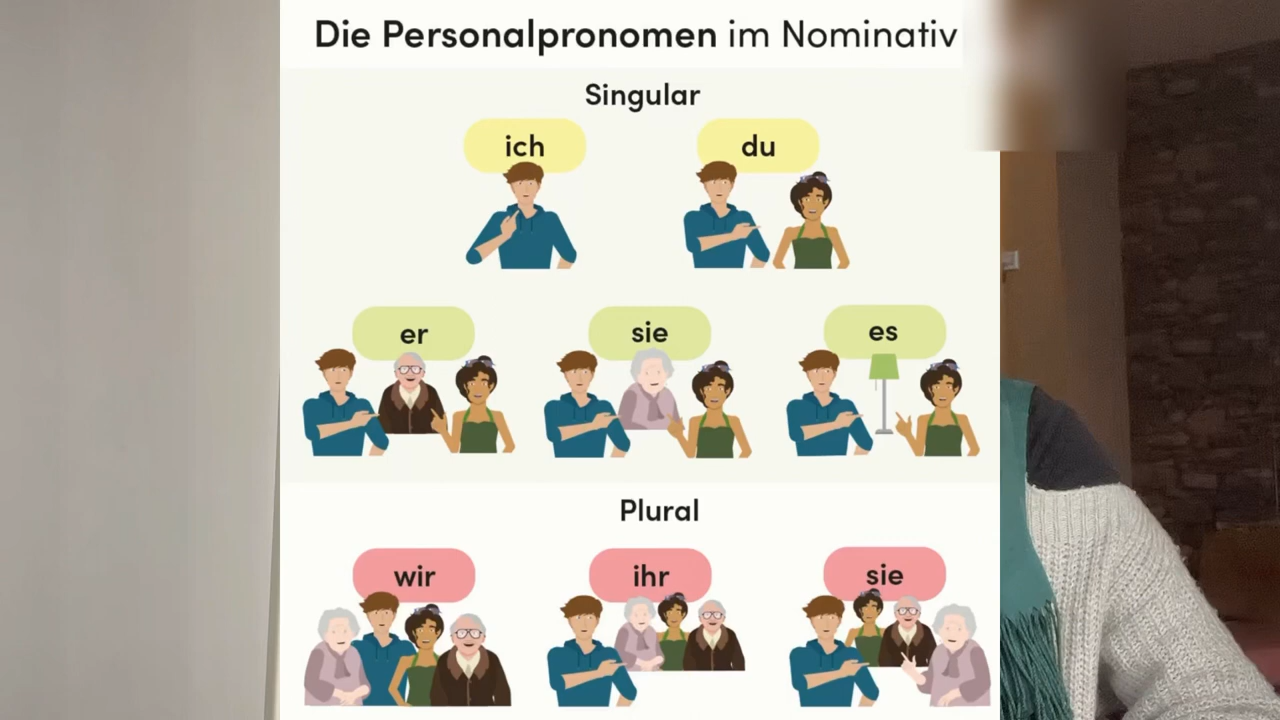 Die Personalpronomen im Nominativ
Singular
ich
du
er
sie
es
Plural
wir
ihr
sie